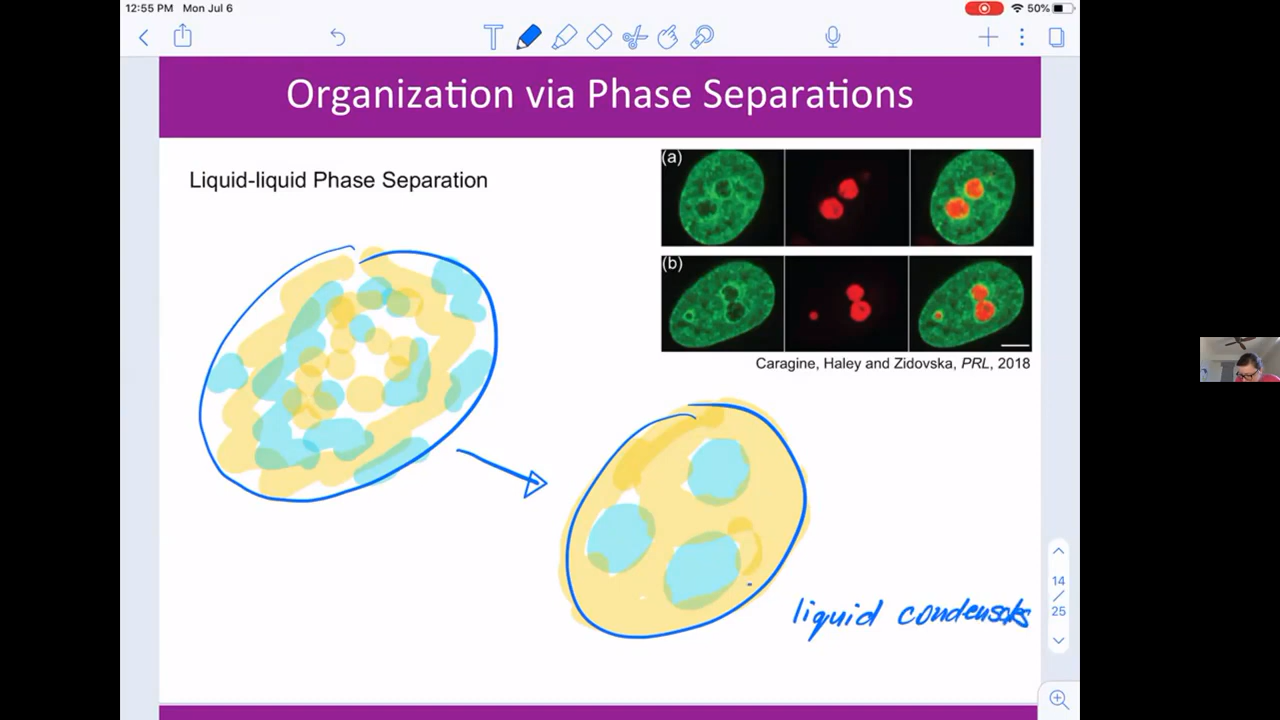 12:55 PM Mon Jul 6
50%
T
Organization via Phase Separations
Liquid-liquid Phase Separation
(a)
(b)
Caragine, Haley and Zidovska, PRL, 2018
14
/
25
liquid condensates